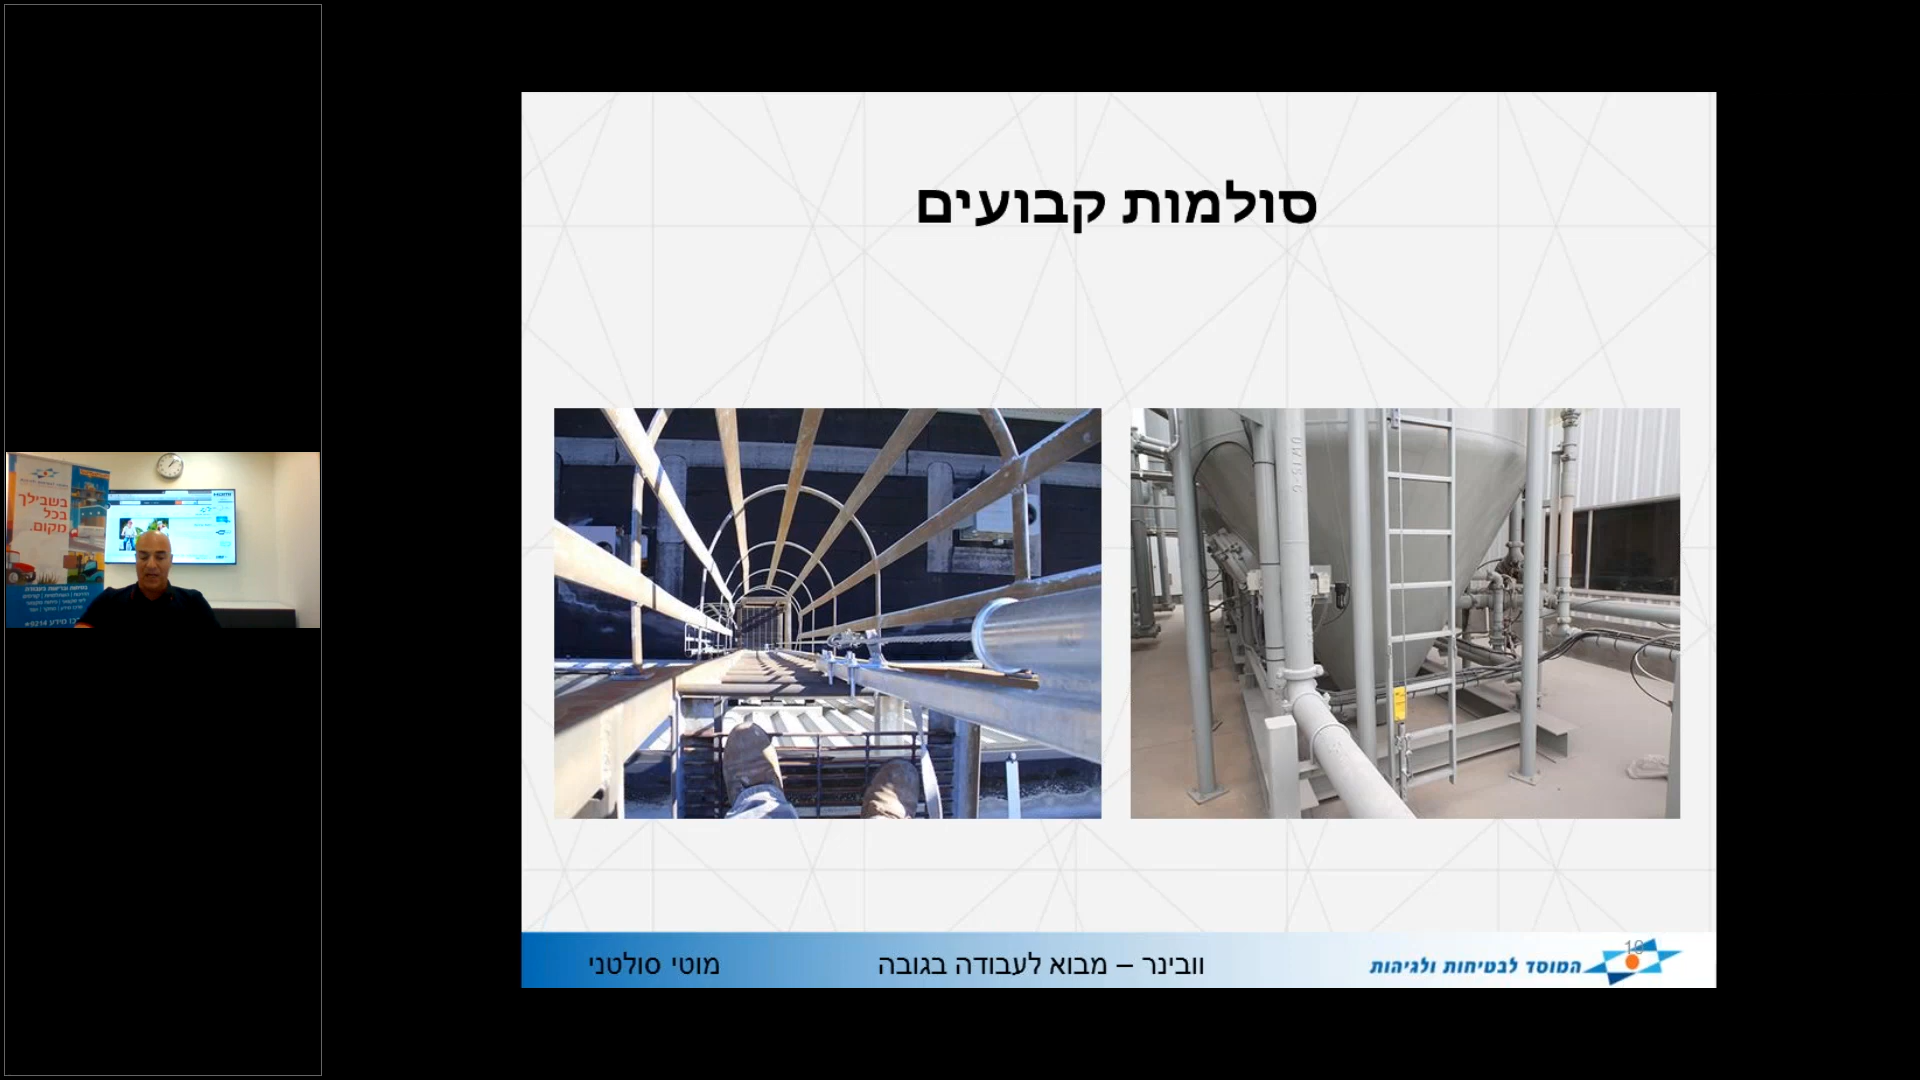 סולמות קבועים
וובינר – מבוא לעבודה בגובה
מוטי סולטני
המוסד לבטיחות ולגיהות
בשבילך
בכל
מקום.